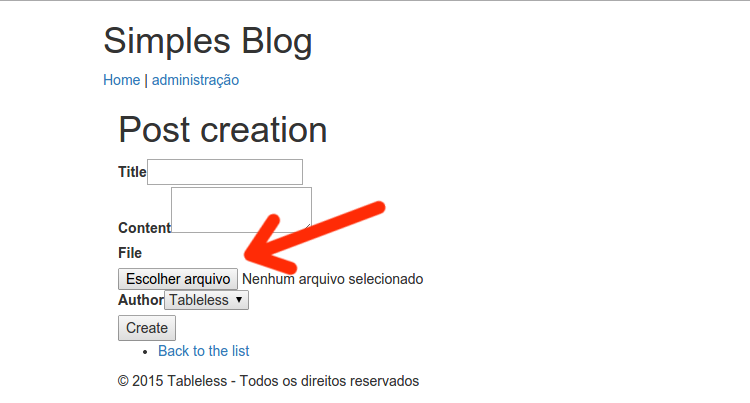 Simples Blog
Home | administração
Post creation
Title
Content
File
Escolher arquivo Nenhum arquivo selecionado
Author Tableless
Create
Back to the list
© 2015 Tableless - Todos os direitos reservados